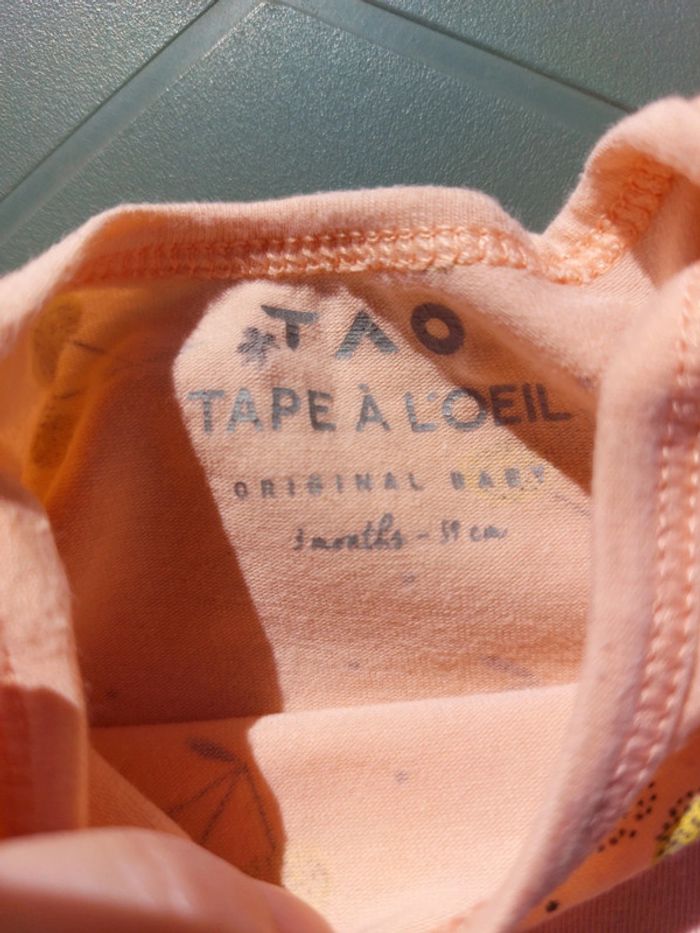 TAO
TAPE À L'OEIL
ORIGINAL BABY
3 months - 59 cm